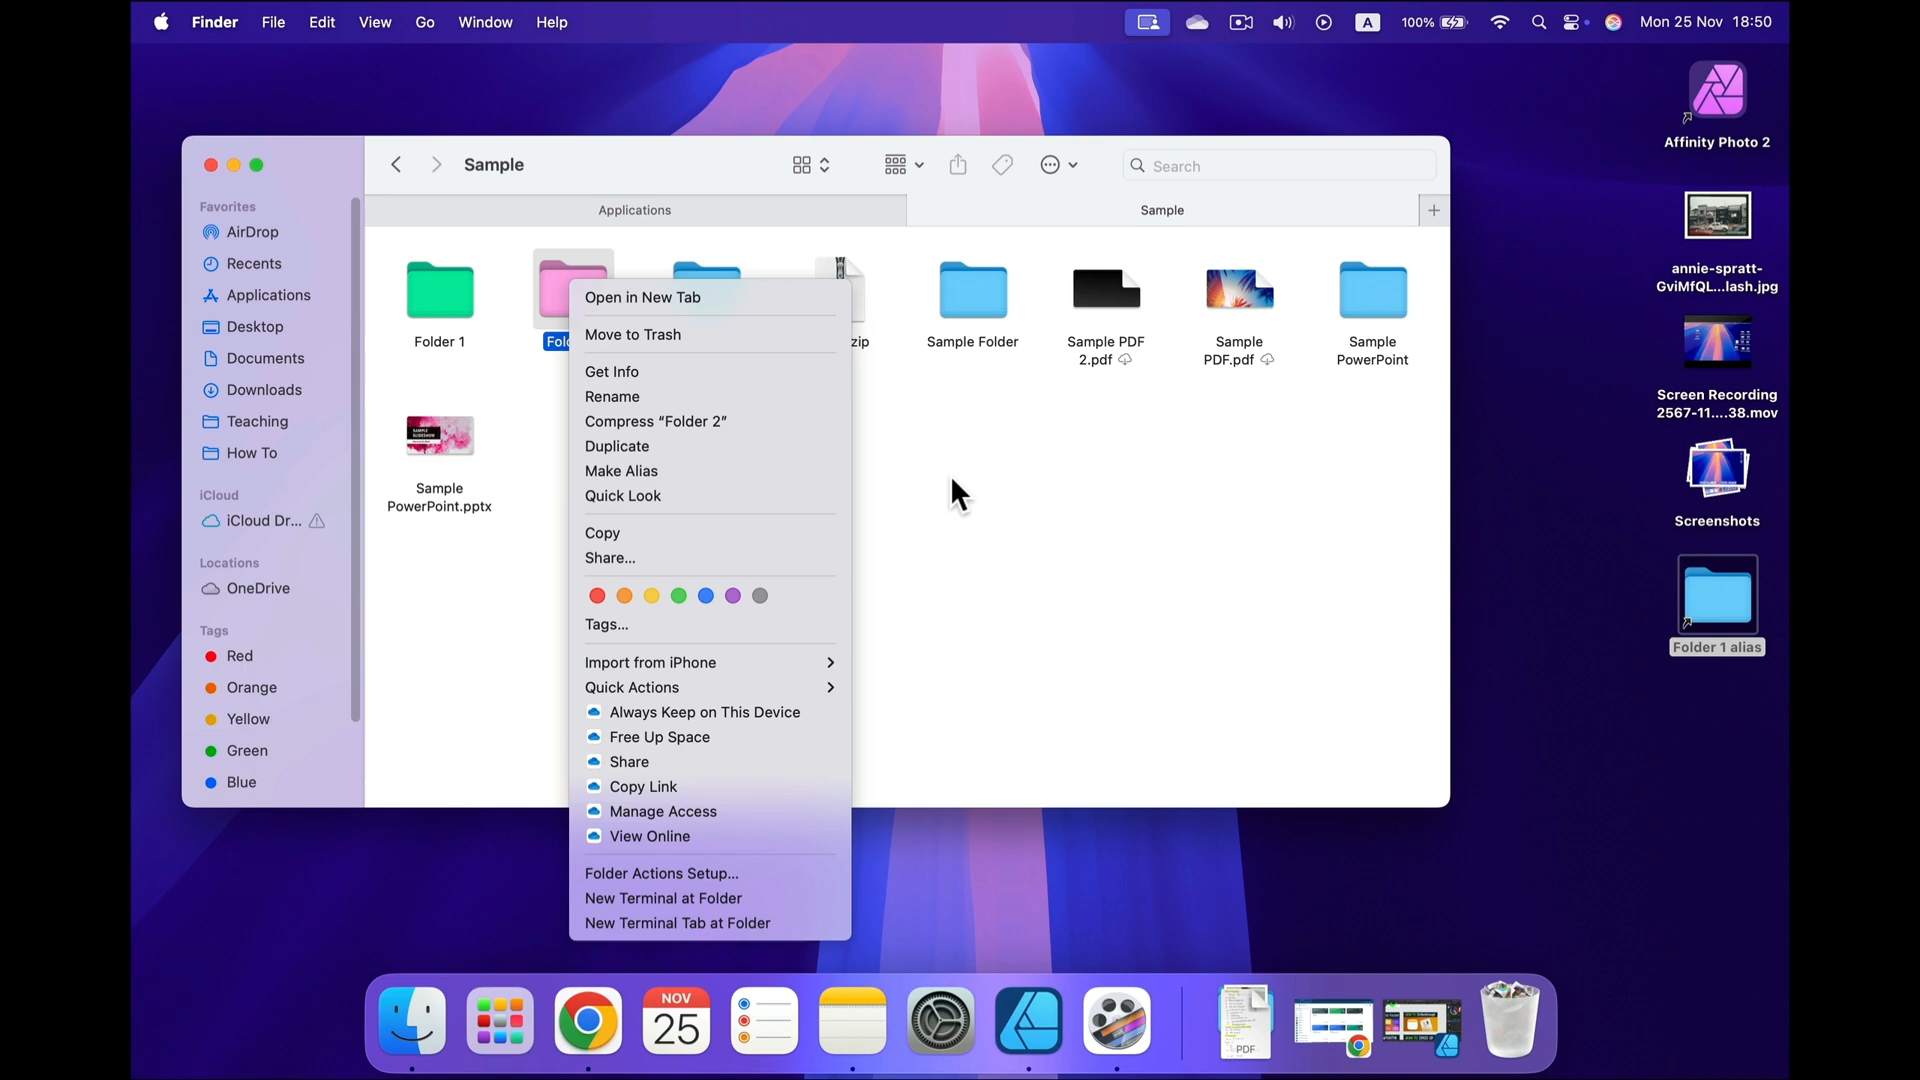 Finder File Edit View Go Window Help
A 100% Mon 25 Nov 18:50
Sample
Search
Applications
Sample
Favorites
AirDrop
Recents
Applications
Desktop
Documents
Downloads
Teaching
How To
iCloud
iCloud Dr...
Locations
OneDrive
Tags
Red
Orange
Yellow
Green
Blue
Folder 1
Fol
zip
Sample Folder
Sample PDF
2.pdf
Sample
PDF.pdf
Sample
PowerPoint
SAMPLE
SLIDESHOW
Sample
PowerPoint.pptx
Open in New Tab
Move to Trash
Get Info
Rename
Compress “Folder 2”
Duplicate
Make Alias
Quick Look
Copy
Share...
Tags...
Import from iPhone
Quick Actions
Always Keep on This Device
Free Up Space
Share
Copy Link
Manage Access
View Online
Folder Actions Setup...
New Terminal at Folder
New Terminal Tab at Folder
Affinity Photo 2
annie-spratt-
GviMfQL...lash.jpg
Screen Recording
2567-11....38.mov
Screenshots
Folder 1 alias
NOV
25
PDF